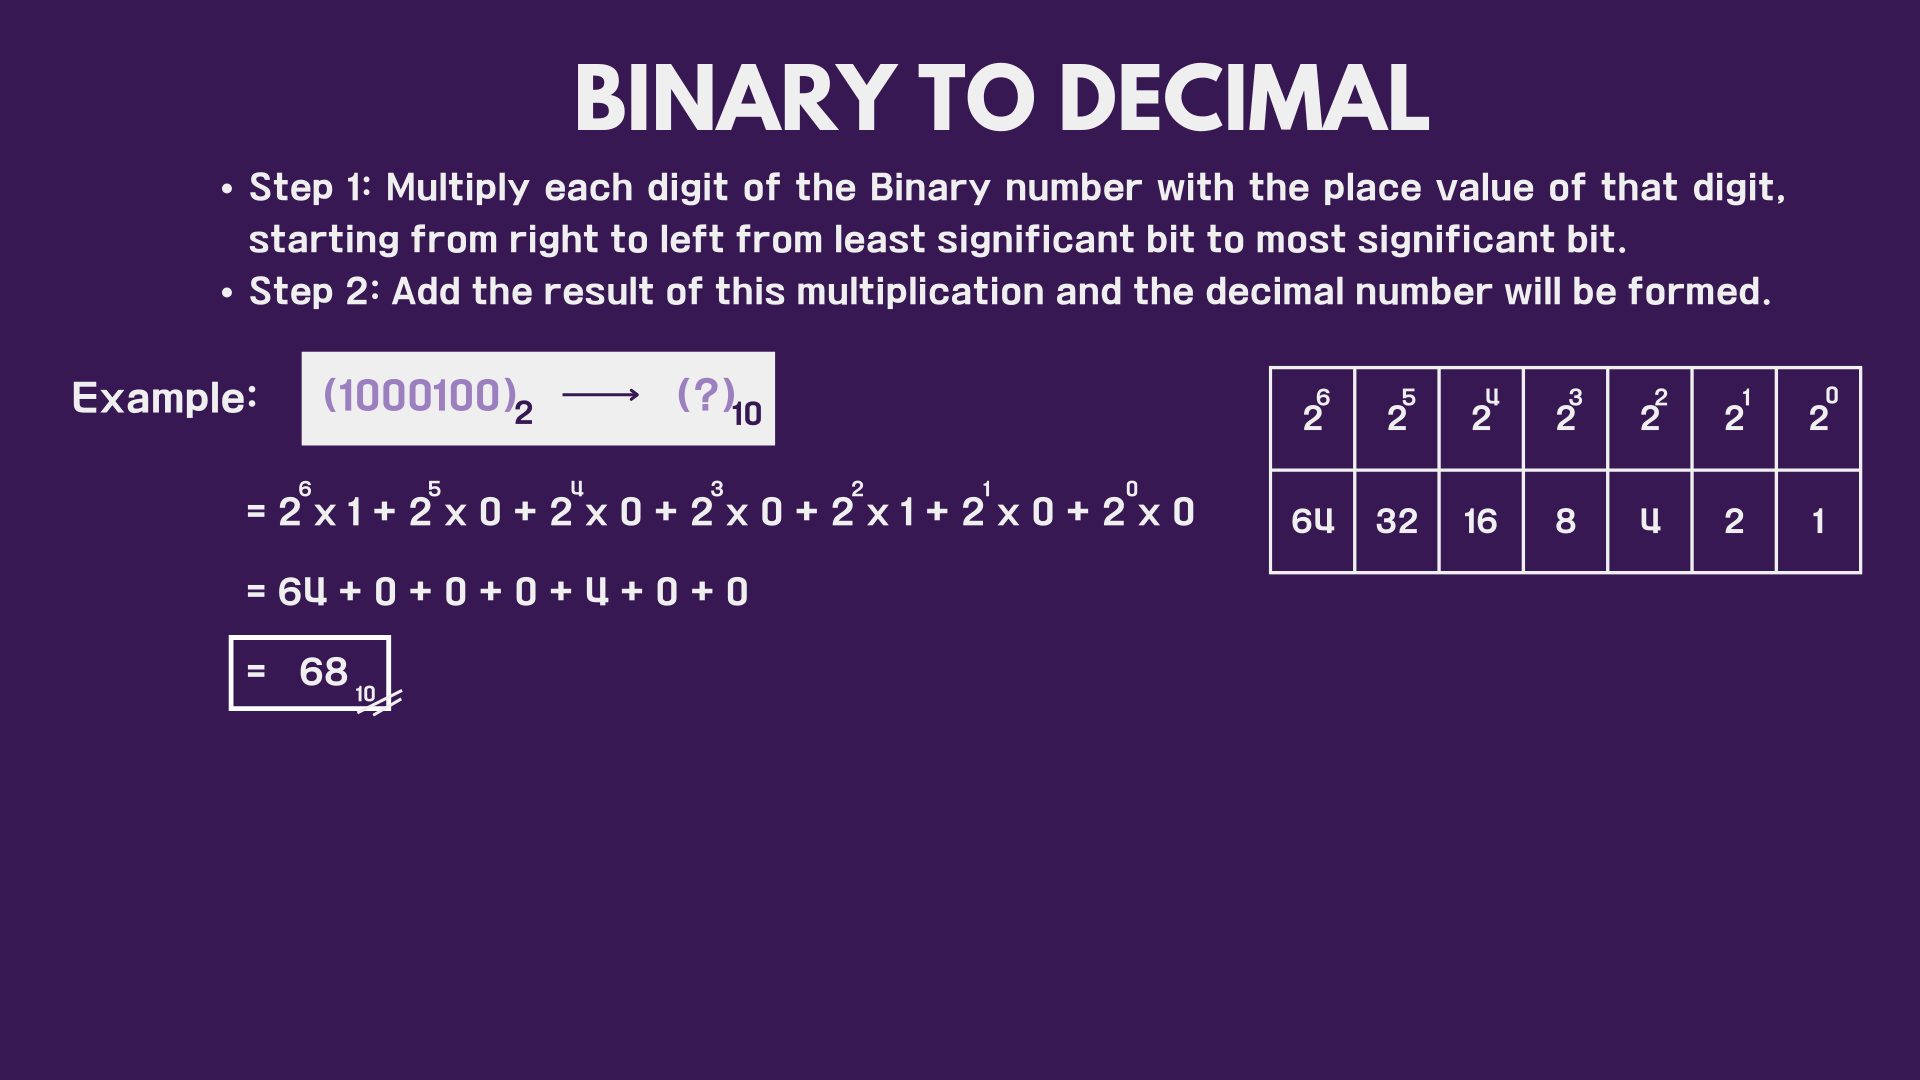 BINARY TO DECIMAL
• Step 1: Multiply each digit of the Binary number with the place value of that digit,
starting from right to left from least significant bit to most significant bit.
• Step 2: Add the result of this multiplication and the decimal number will be formed.
Example: (1000100)₂ ⟶ (?)₁₀
= 2⁶ x 1 + 2⁵ x 0 + 2⁴ x 0 + 2³ x 0 + 2² x 1 + 2¹ x 0 + 2⁰ x 0
= 64 + 0 + 0 + 0 + 4 + 0 + 0
= 68₁₀
2⁶ 2⁵ 2⁴ 2³ 2² 2¹ 2⁰
64 32 16 8 4 2 1